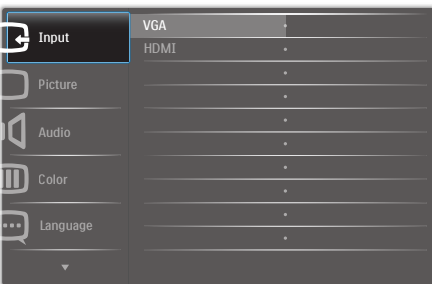 Input
VGA
HDMI
Picture
Audio
Color
Language